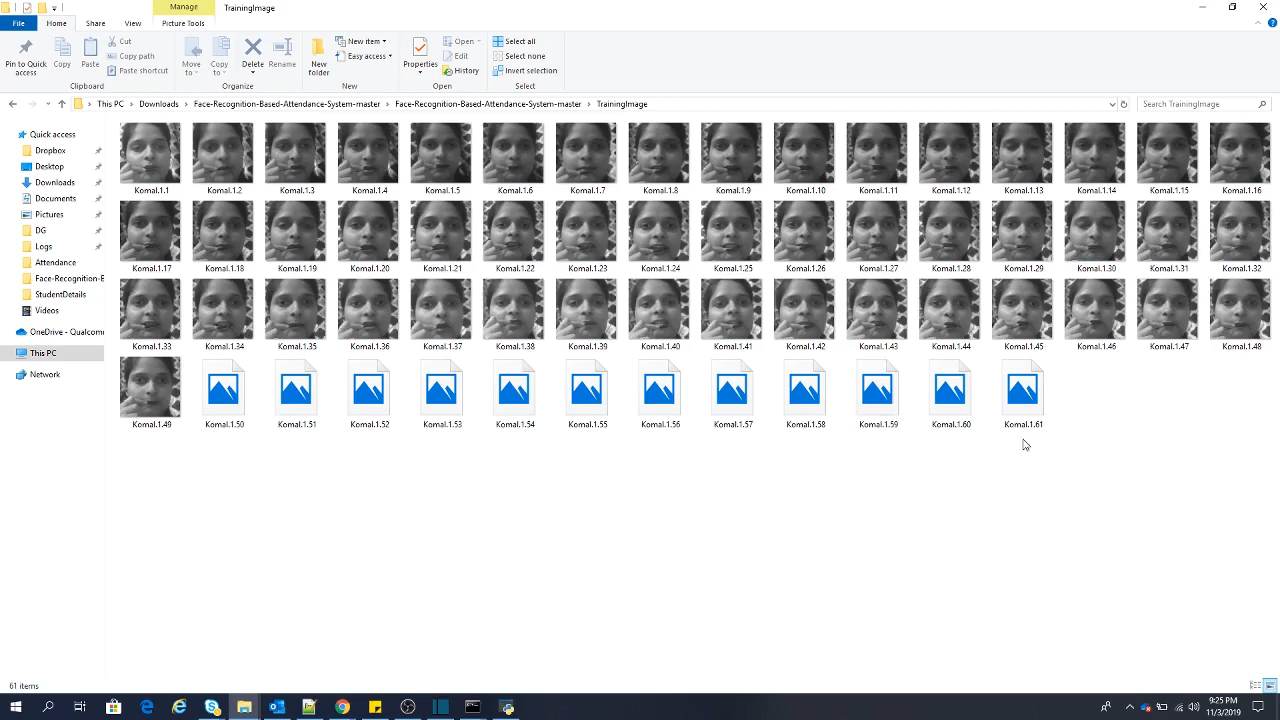 Manage
TrainingImage
File
Home
Share
View
Picture Tools
Pin to Quick access
Copy
Paste
Cut
Copy path
Paste shortcut
Clipboard
Move to
Copy to
Delete
Rename
Organize
New folder
New item
Easy access
New
Properties
Open
Edit
History
Open
Select all
Select none
Invert selection
Select
This PC
Downloads
Face-Recognition-Based-Attendance-System-master
Face-Recognition-Based-Attendance-System-master
TrainingImage
Search TrainingImage
Quick access
Dropbox
Desktop
Downloads
Documents
Pictures
DG
Logs
Attendance
Face-Recognition-E
StudentDetails
Videos
OneDrive - Qualcomm
This PC
Network
Komal.1.1 Komal.1.2 Komal.1.3 Komal.1.4 Komal.1.5 Komal.1.6 Komal.1.7 Komal.1.8 Komal.1.9 Komal.1.10 Komal.1.11 Komal.1.12 Komal.1.13 Komal.1.14 Komal.1.15 Komal.1.16
Komal.1.17 Komal.1.18 Komal.1.19 Komal.1.20 Komal.1.21 Komal.1.22 Komal.1.23 Komal.1.24 Komal.1.25 Komal.1.26 Komal.1.27 Komal.1.28 Komal.1.29 Komal.1.30 Komal.1.31 Komal.1.32
Komal.1.33 Komal.1.34 Komal.1.35 Komal.1.36 Komal.1.37 Komal.1.38 Komal.1.39 Komal.1.40 Komal.1.41 Komal.1.42 Komal.1.43 Komal.1.44 Komal.1.45 Komal.1.46 Komal.1.47 Komal.1.48
Komal.1.49 Komal.1.50 Komal.1.51 Komal.1.52 Komal.1.53 Komal.1.54 Komal.1.55 Komal.1.56 Komal.1.57 Komal.1.58 Komal.1.59 Komal.1.60 Komal.1.61
61 items
9:25 PM
11/3/2019